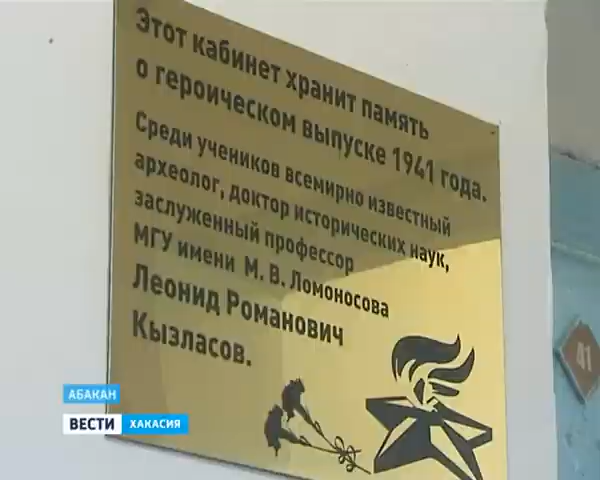 Этот кабинет хранит память
о героическом выпуске 1941 года.
Среди учеников всемирно известный
археолог, доктор исторических наук,
заслуженный профессор
МГУ имени М. В. Ломоносова
Леонид Романович
Кызласов.
41
АБАКАН
ВЕСТИ ХАКАСИЯ